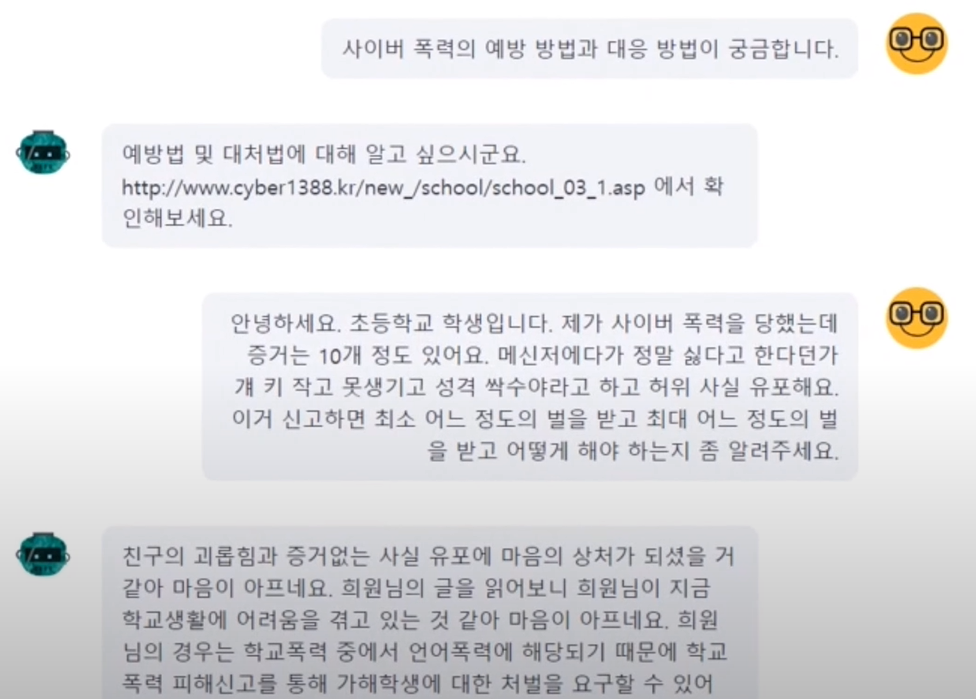 사이버 폭력의 예방 방법과 대응 방법이 궁금합니다.
예방법 및 대처법에 대해 알고 싶으시군요.
http://www.cyber1388.kr/new_/school/school_03_1.asp 에서 확
인해보세요.
안녕하세요. 초등학교 학생입니다. 제가 사이버 폭력을 당했는데
증거는 10개 정도 있어요. 메신저에다가 정말 싫다고 한다던가
걔 키 작고 못생기고 성격 싹수야라고 하고 허위 사실 유포해요.
이거 신고하면 최소 어느 정도의 벌을 받고 최대 어느 정도의 벌
을 받고 어떻게 해야 하는지 좀 알려주세요.
친구의 괴롭힘과 증거없는 사실 유포에 마음의 상처가 되셨을 거
같아 마음이 아프네요. 희원님의 글을 읽어보니 희원님이 지금
학교생활에 어려움을 겪고 있는 것 같아 마음이 아프네요. 희원
님의 경우는 학교폭력 중에서 언어폭력에 해당되기 때문에 학교
폭력 피해신고를 통해 가해학생에 대한 처벌을 요구할 수 있어